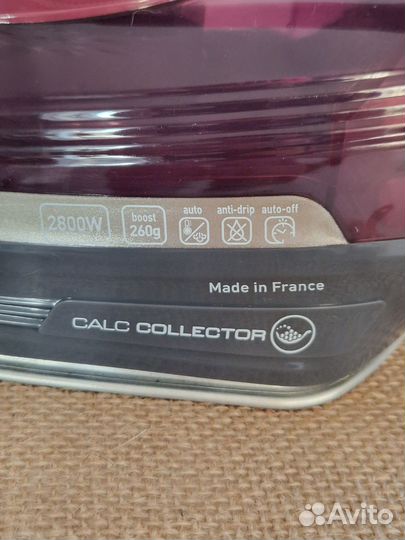 2800W
boost
260g
auto anti-drip auto-off
Made in France
CALC COLLECTOR
Avito